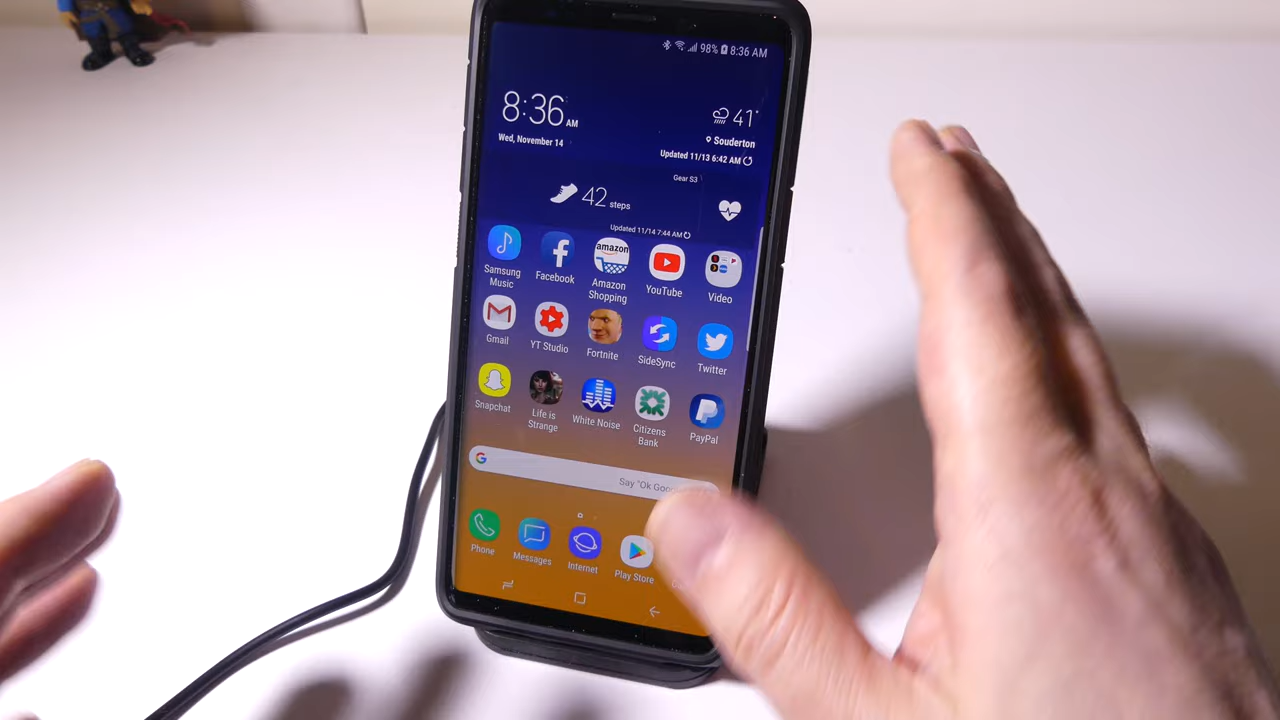 98% 8:36 AM
8:36 AM
41°
Wed, November 14
Souderton
Updated 11/13 6:42 AM
Gear S3
42 steps
Updated 11/14 7:44 AM
amazon
Samsung Music
Facebook
Amazon Shopping
YouTube
Video
Gmail
YT Studio
Fortnite
SideSync
Twitter
Snapchat
Life is Strange
White Noise
Citizens Bank
PayPal
G
Say "Ok Goo
Phone
Messages
Internet
Play Store